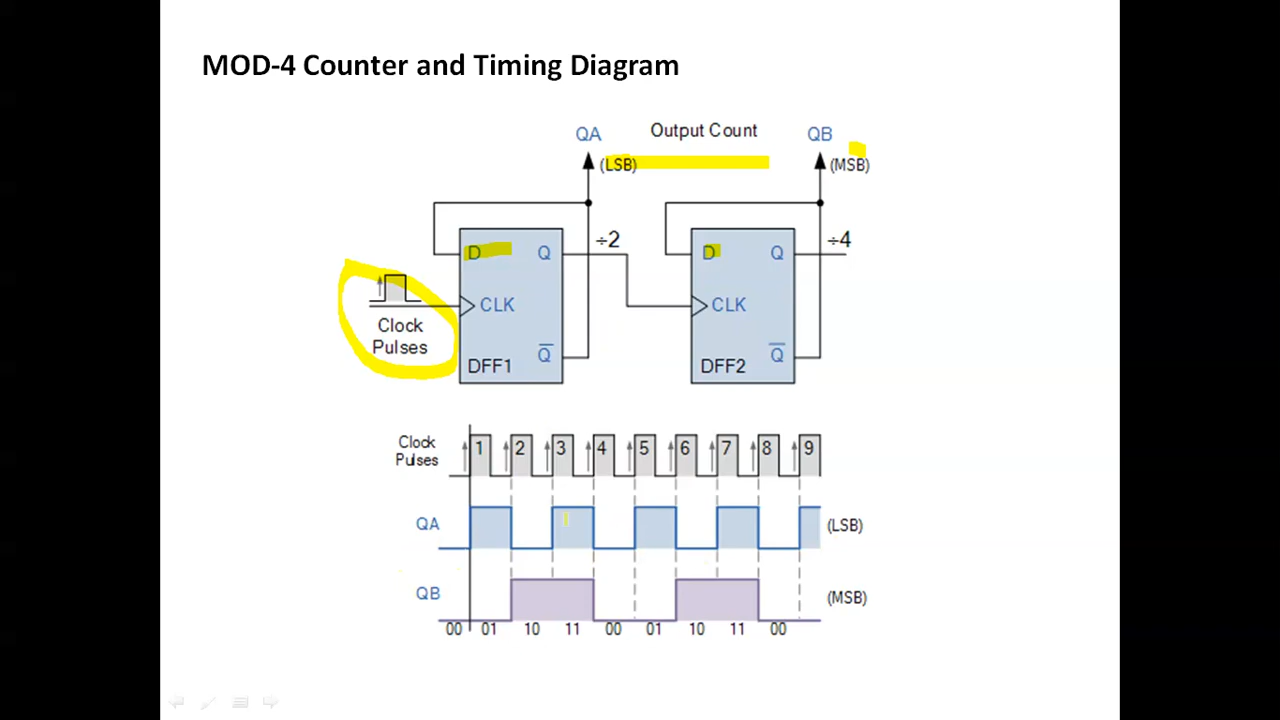 MOD-4 Counter and Timing Diagram
QA Output Count QB
(LSB) (MSB)
÷2 ÷4
D Q D Q
CLK CLK
Clock
Pulses
Q̅ Q̅
DFF1 DFF2
Clock
Pulses
1 2 3 4 5 6 7 8 9
QA (LSB)
QB (MSB)
00 01 10 11 00 01 10 11 00